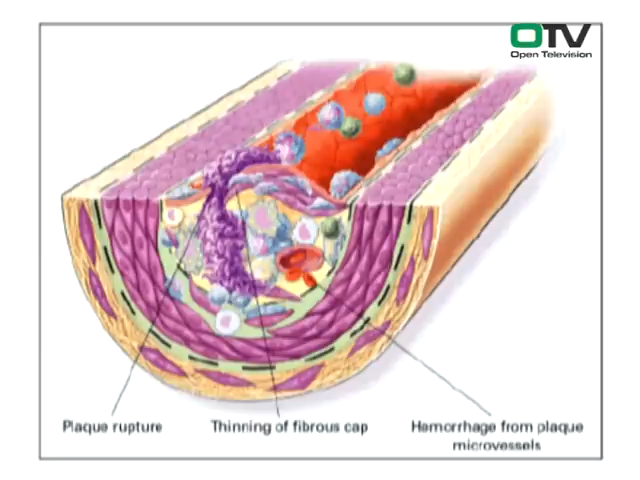 OTV
Open Television
Plaque rupture
Thinning of fibrous cap
Hemorrhage from plaque
microvessels